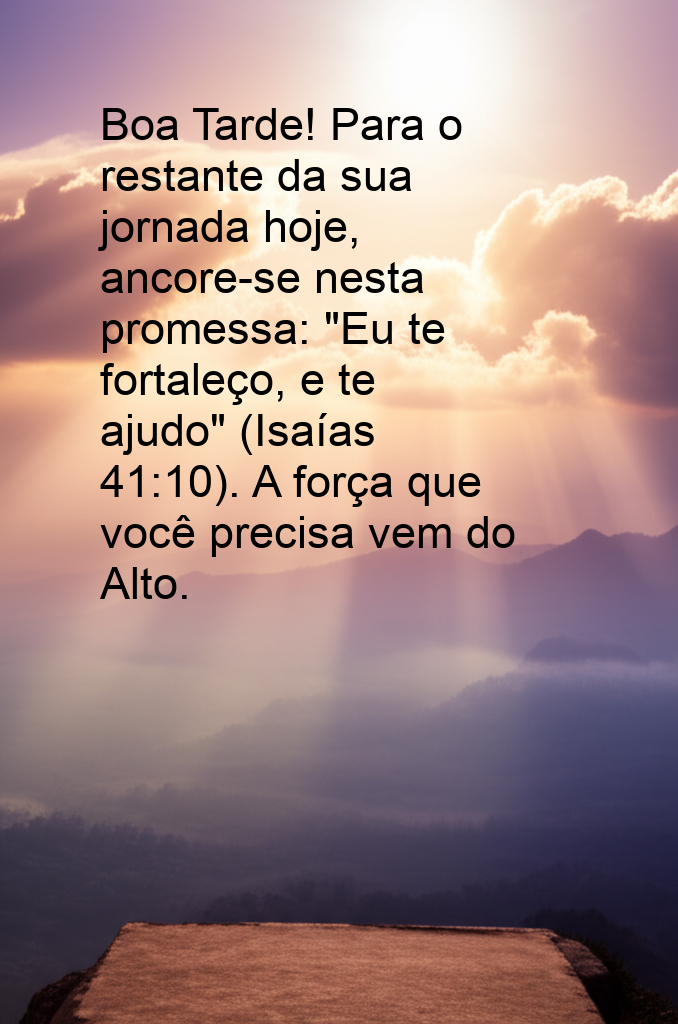 Boa Tarde! Para o
restante da sua
jornada hoje,
ancore-se nesta
promessa: "Eu te
fortaleço, e te
ajudo" (Isaías
41:10). A força que
você precisa vem do
Alto.